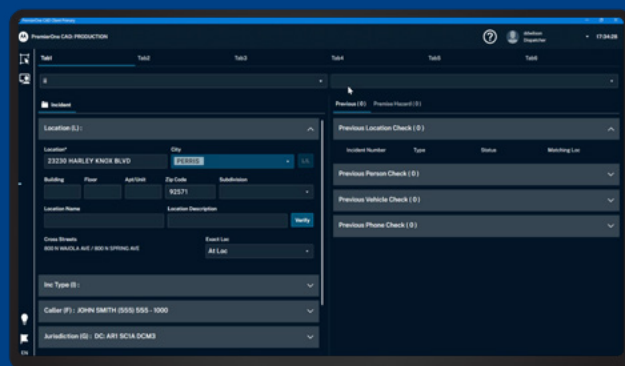 PremierOne CAD: PRODUCTION
Dispatcher
17:34:28
Tab1 Tab2 Tab3 Tab4 Tab5 Tab6
Incident
Previous (0) Premise Hazard (0)
Location (L) :
Previous Location Check ( 0 )
Location* City
23230 HARLEY KNOX BLVD PERRIS
Incident Number Type Status Matching Loc
Building Floor Apt/Unit Zip Code Subdivision
92571
Previous Person Check ( 0 )
Location Name Location Description
Verify
Previous Vehicle Check ( 0 )
Previous Phone Check ( 0 )
Cross Streets Exact Loc
800 N WAIOLA AVE / 800 N SPRING AVE At Loc
Inc Type (I) :
Caller (F) : JOHN SMITH (555) 555 - 1000
Jurisdiction (G) : DC: AR1 SC1A DCM3
EN